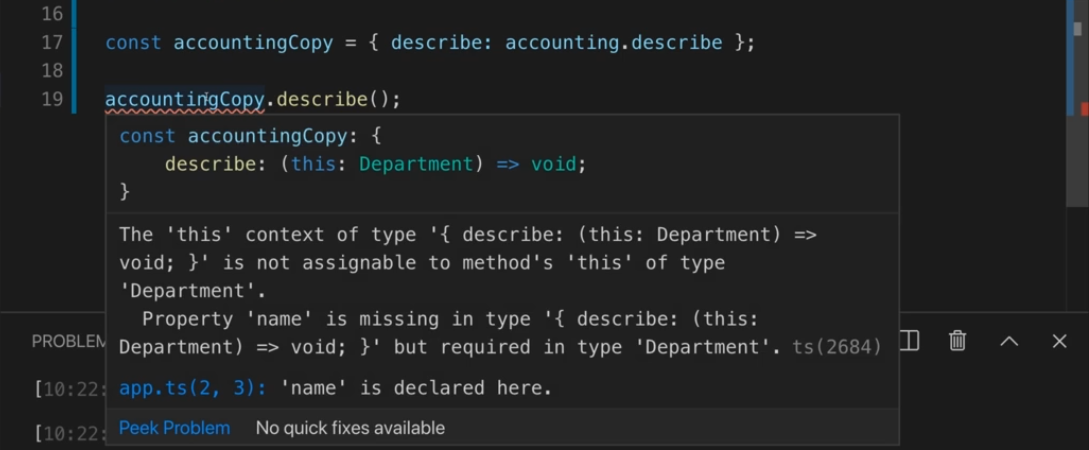 16
17 const accountingCopy = { describe: accounting.describe };
18
19 accountingCopy.describe();
const accountingCopy: {
describe: (this: Department) => void;
}
The 'this' context of type '{ describe: (this: Department) =>
void; }' is not assignable to method's 'this' of type
'Department'.
Property 'name' is missing in type '{ describe: (this:
Department) => void; }' but required in type 'Department'. ts(2684)
app.ts(2, 3): 'name' is declared here.
Peek Problem No quick fixes available
PROBLEM
[10:22:
[10:22: